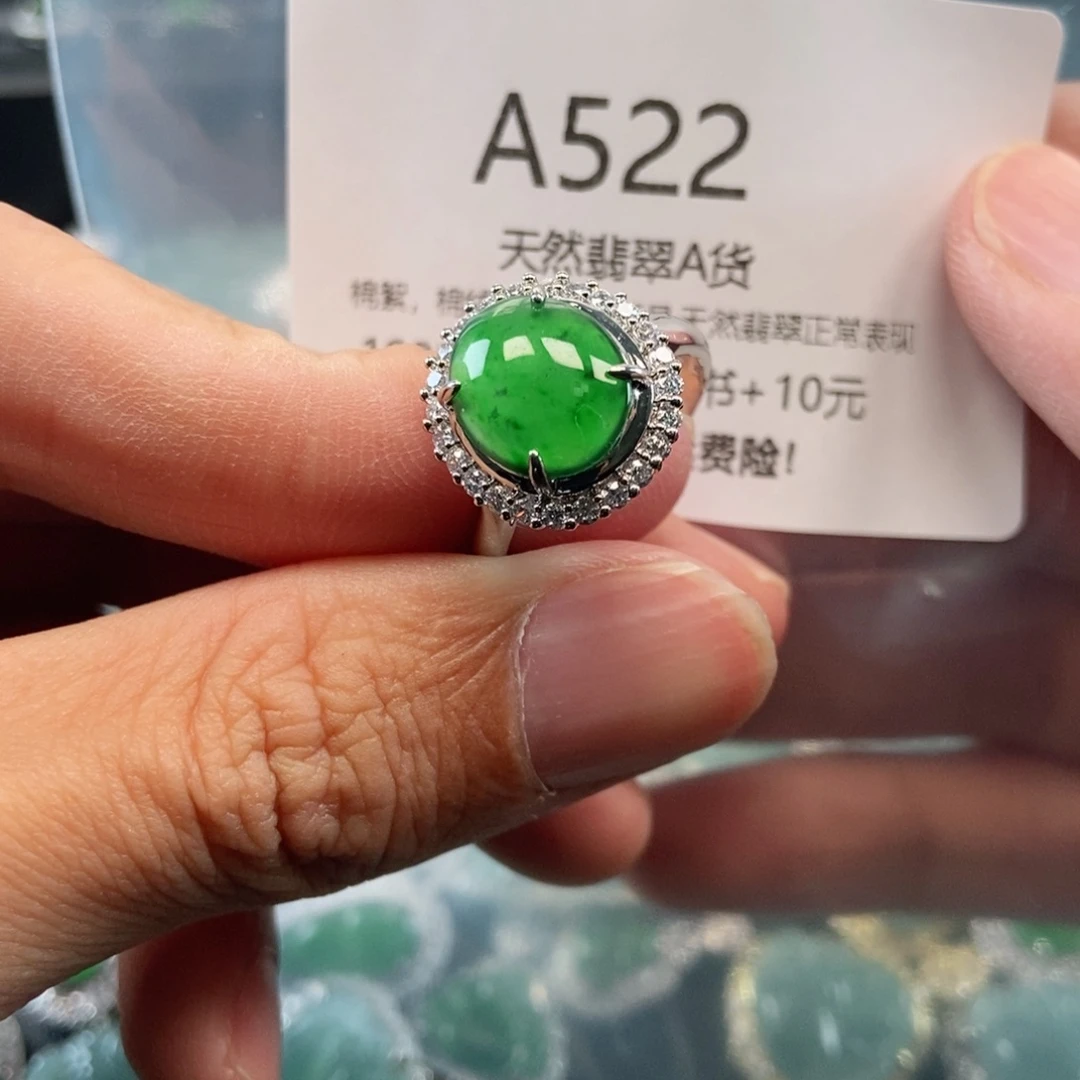 A522
天然翡翠A货
棉絮，棉 天然翡翠正常表现
书+10元
费险!